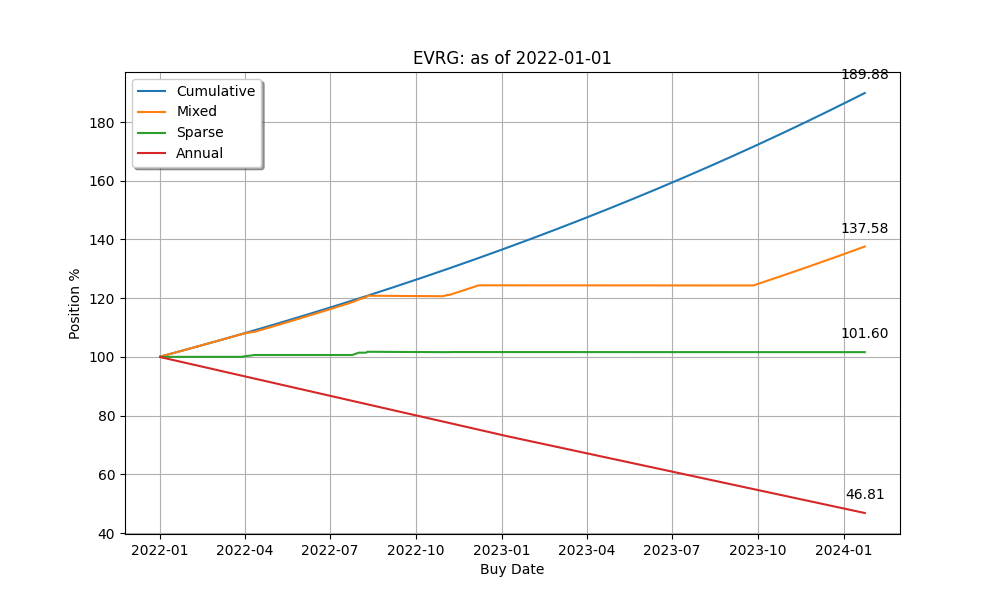 EVRG: as of 2022-01-01
189.88
Cumulative
Mixed
Sparse
Annual
180
160
140
120
100
80
60
40
137.58
101.60
46.81
Position %
2022-01 2022-04 2022-07 2022-10 2023-01 2023-04 2023-07 2023-10 2024-01
Buy Date